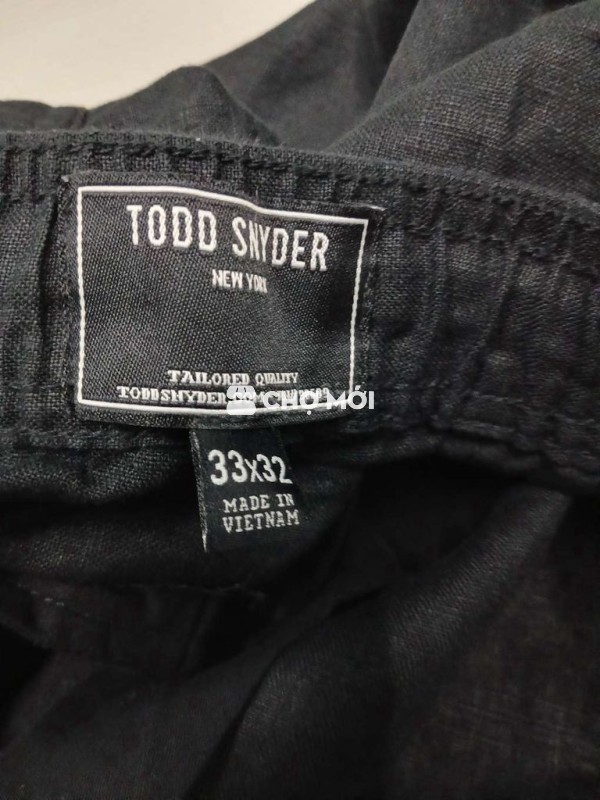 TODD SNYDER
NEW YORK
TAILORED QUALITY
CHỢ MỚI
33x32
MADE IN
VIETNAM